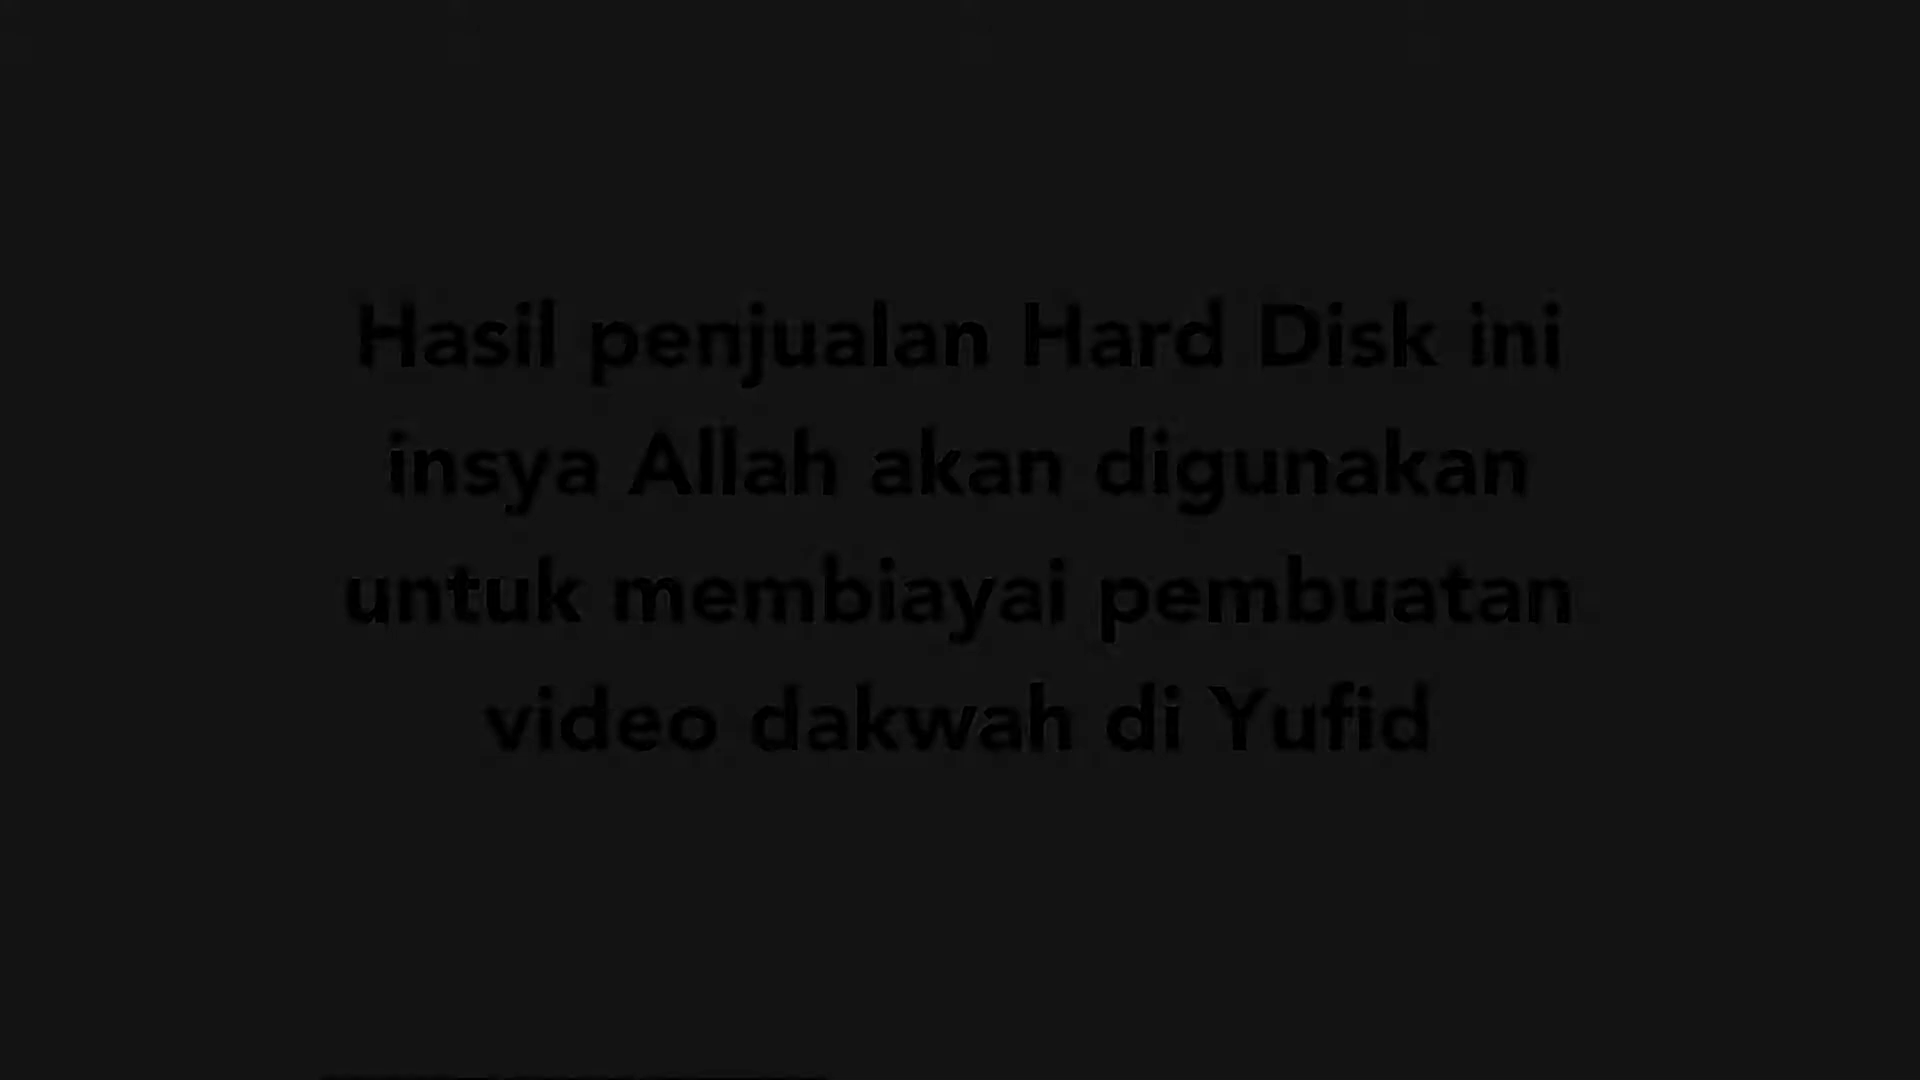 Hasil penjualan Hard Disk ini
insya Allah akan digunakan
untuk membiayai pembuatan
video dakwah di Yufid